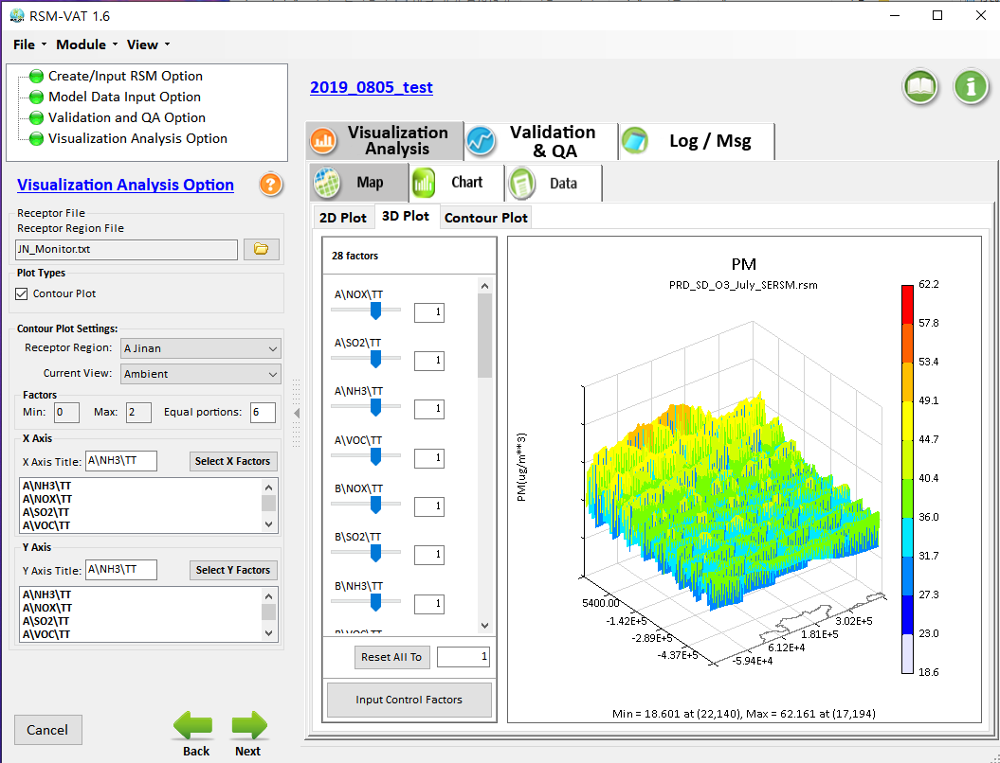 RSM-VAT 1.6
File Module View
Create/Input RSM Option
Model Data Input Option
Validation and QA Option
Visualization Analysis Option
Visualization Analysis Option
Receptor File
Receptor Region File
JN_Monitor.txt
Plot Types
Contour Plot
Contour Plot Settings:
Receptor Region: A Jinan
Current View: Ambient
Factors
Min: 0 Max: 2 Equal portions: 6
X Axis
X Axis Title: A\NH3\TT Select X Factors
A\NH3\TT
A\NOX\TT
A\SO2\TT
A\VOC\TT
Y Axis
Y Axis Title: A\NH3\TT Select Y Factors
A\NH3\TT
A\NOX\TT
A\SO2\TT
A\VOC\TT
Cancel
Back
Next
2019_0805_test
Visualization
Analysis
Validation
& QA
Log / Msg
Map
Chart
Data
2D Plot
3D Plot
Contour Plot
28 factors
A\NOX\TT
1
A\SO2\TT
1
A\NH3\TT
1
A\VOC\TT
1
B\NOX\TT
1
B\SO2\TT
1
B\NH3\TT
1
B\VOC\TT
Reset All To 1
Input Control Factors
PM
PRD_SD_O3_July_SERSM.rsm
PM(ug/m**3)
5400.00
-1.42E+5
-2.89E+5
-4.37E+5
-5.94E+4
6.12E+4
1.81E+5
3.02E+5
62.2
57.8
53.4
49.1
44.7
40.4
36.0
31.7
27.3
23.0
18.6
Min = 18.601 at (22,140), Max = 62.161 at (17,194)